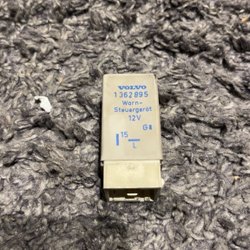 VOLVO
1362895
Warn-
Steuergerät
12V
15
L